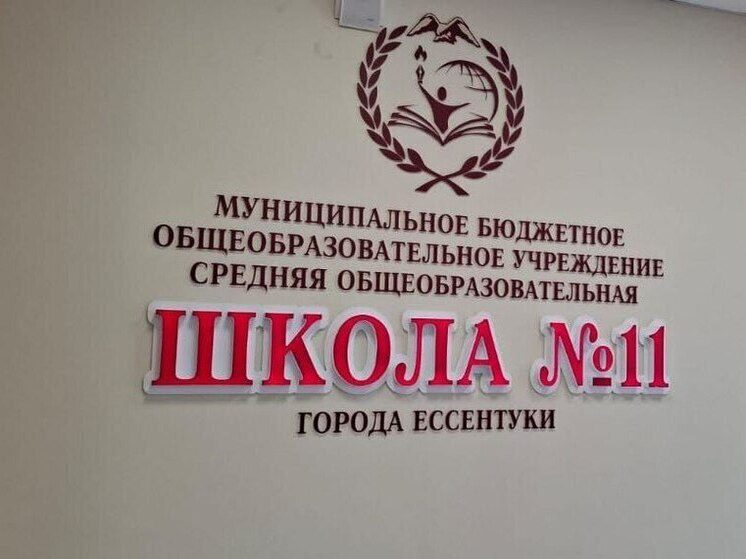 МУНИЦИПАЛЬНОЕ БЮДЖЕТНОЕ
ОБЩЕОБРАЗОВАТЕЛЬНОЕ УЧРЕЖДЕНИЕ
СРЕДНЯЯ ОБЩЕОБРАЗОВАТЕЛЬНАЯ
ШКОЛА №11
ГОРОДА ЕССЕНТУКИ